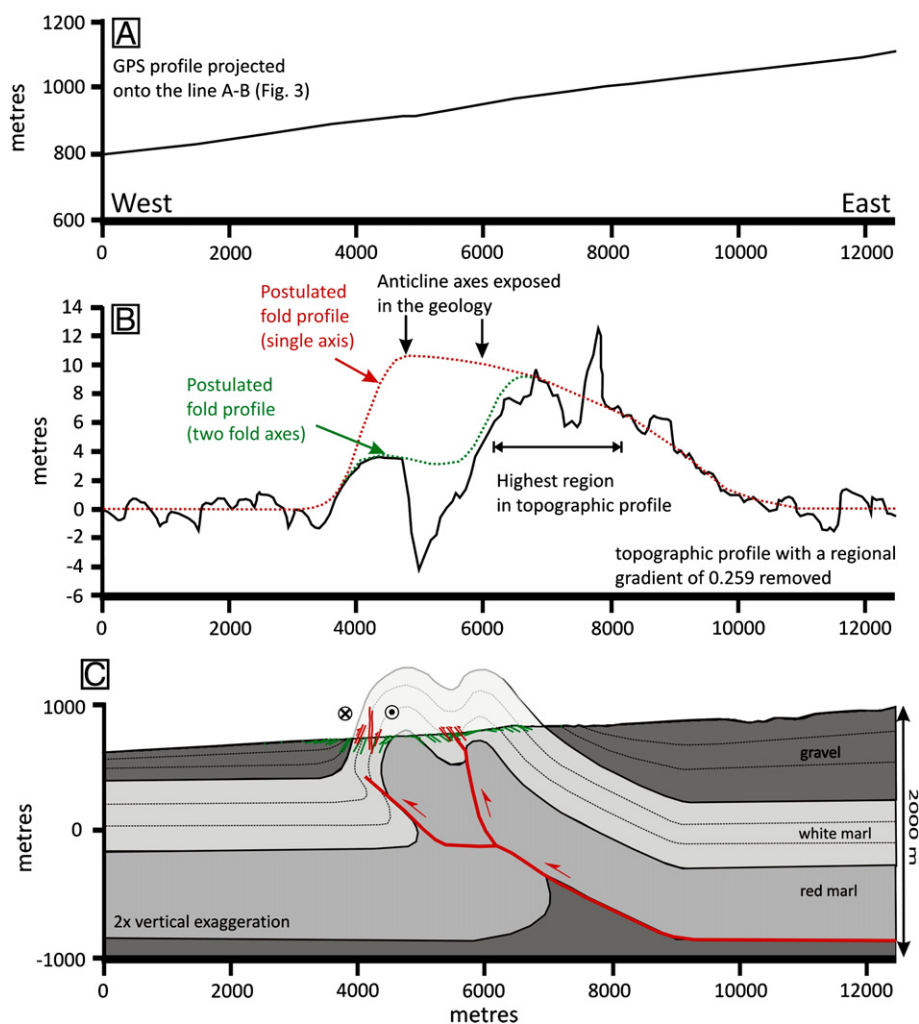 1200
A
GPS profile projected
onto the line A-B (Fig. 3)
1000
metres
800
West
East
600
0 2000 4000 6000 8000 10000 12000
B
14
12
10
8
6
4
2
0
-2
-4
-6
metres
Postulated
fold profile
(single axis)
Anticline axes exposed
in the geology
Postulated
fold profile
(two fold axes)
Highest region
in topographic profile
topographic profile with a regional
gradient of 0.259 removed
0 2000 4000 6000 8000 10000 12000
C
1000
0
-1000
metres
gravel
white marl
red marl
2x vertical exaggeration
2000 m
0 2000 4000 6000 8000 10000 12000
metres